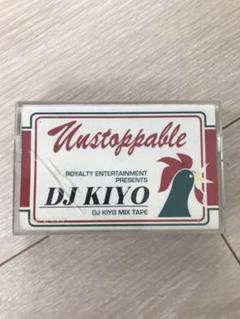 Unstoppable
ROYALTY ENTERTAINMENT
PRESENTS
DJ KIYO
DJ KIYO MIX TAPE